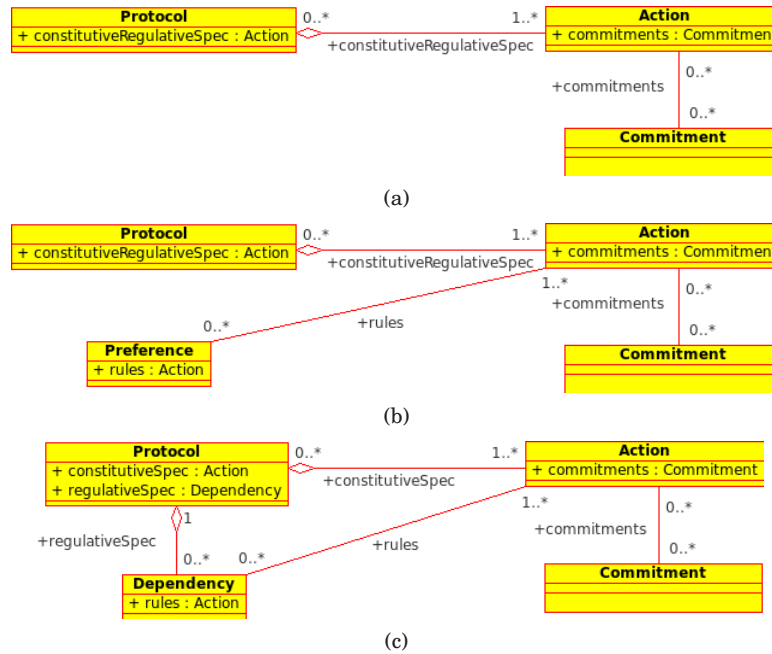 Protocol 0..* 1..* Action
+ constitutiveRegulativeSpec : Action + commitments : Commitmen
+constitutiveRegulativeSpec
0..*
+commitments
0..*
Commitment
(a)
Protocol 0..* 1..* Action
+ constitutiveRegulativeSpec : Action + commitments : Commitmen
+constitutiveRegulativeSpec
1..* 0..*
+commitments
+rules
0..* 0..*
Preference Commitment
+ rules : Action
(b)
Protocol 0..* 1..* Action
+ constitutiveSpec : Action + commitments : Commitment
+constitutiveSpec
+ regulativeSpec : Dependency
1 1..* 0..*
+commitments
+regulativeSpec +rules
0..* 0..* 0..*
Dependency Commitment
+ rules : Action
(c)